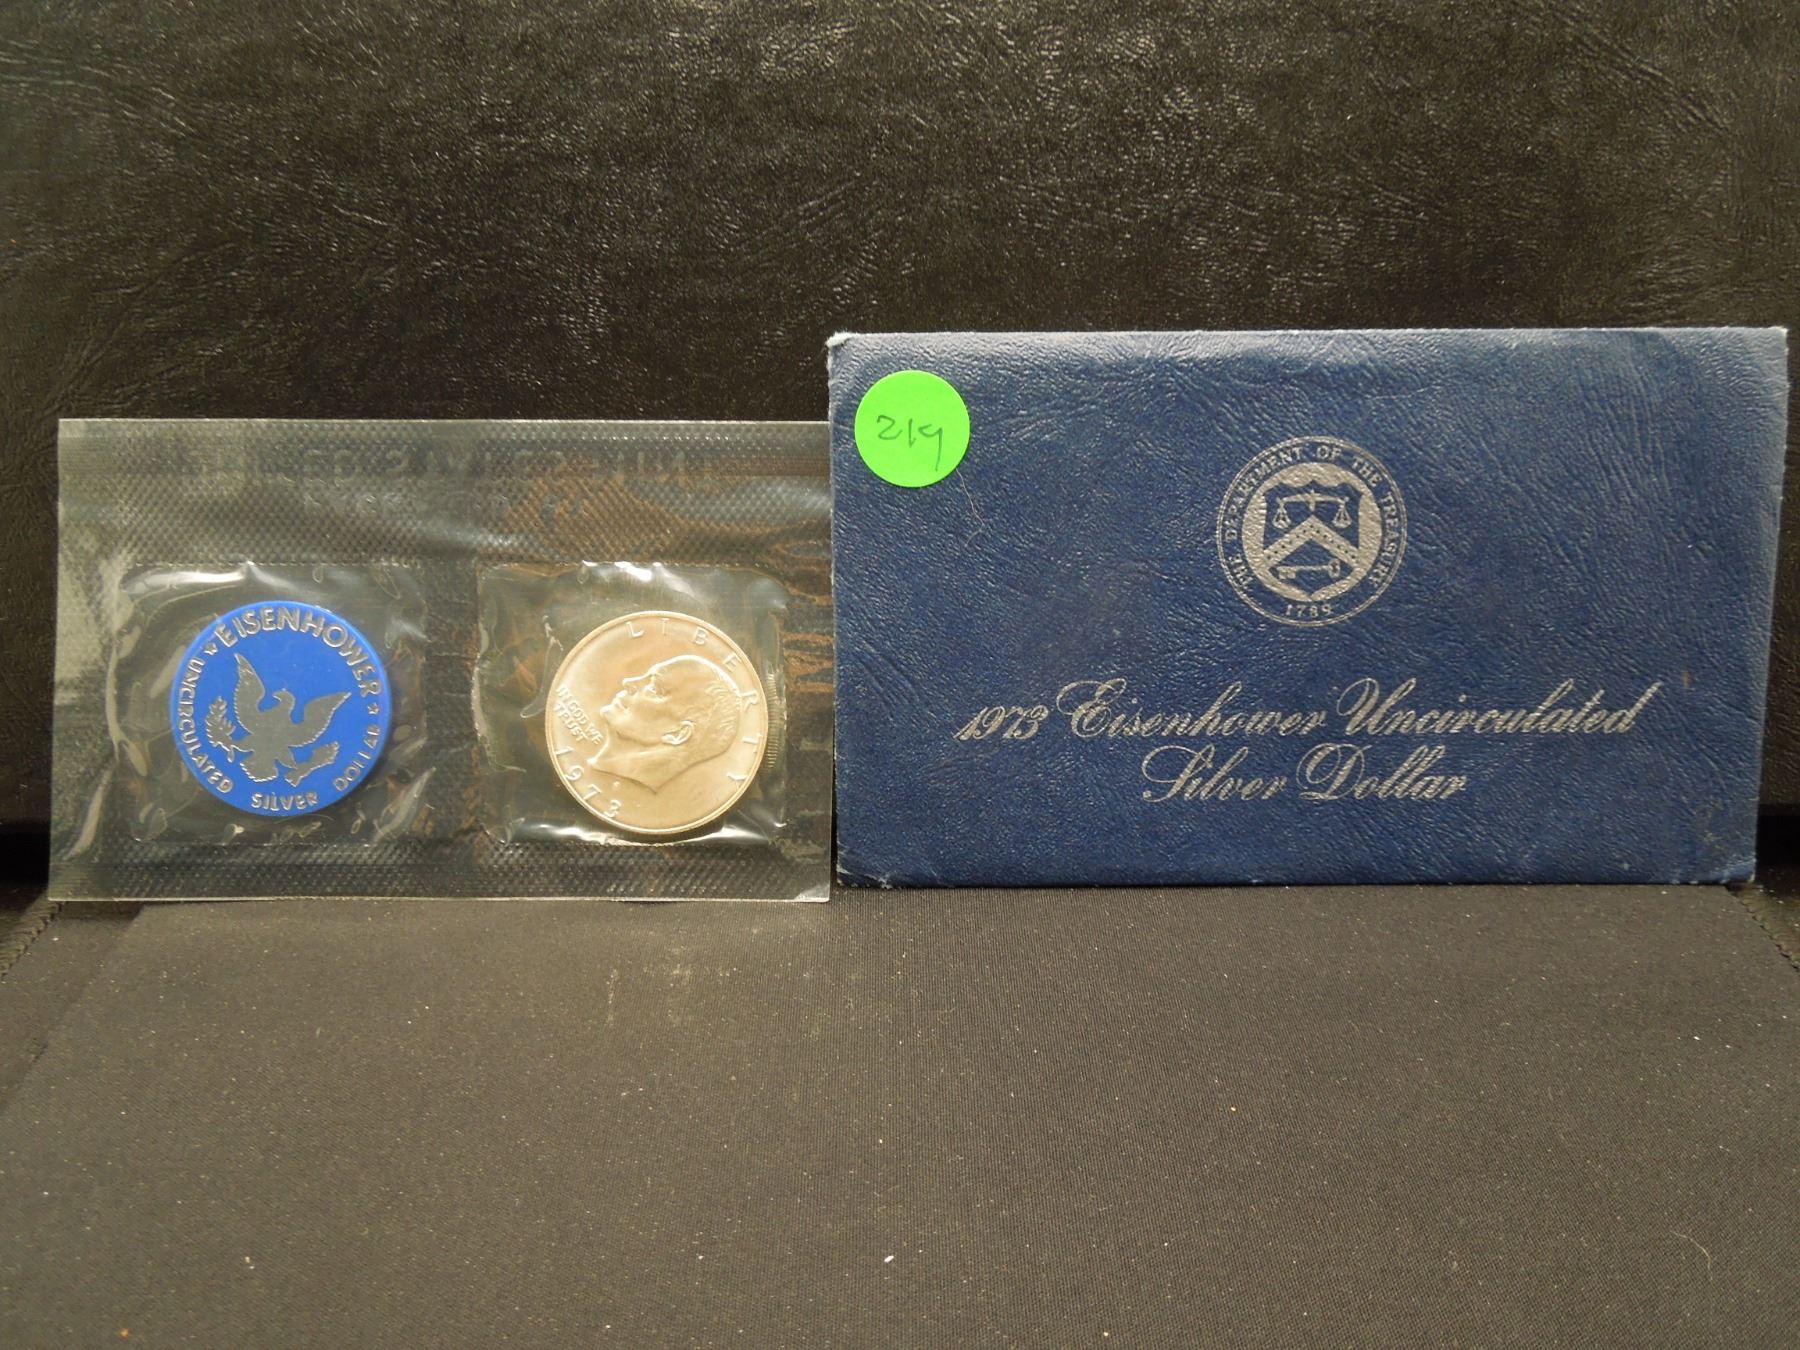 EISENHOWER
UNCIRCULATED SILVER DOLLAR
LIBERTY
IN GOD WE
TRUST
S
1973
219
THE DEPARTMENT OF THE TREASURY
1789
1973 Eisenhower Uncirculated
Silver Dollar